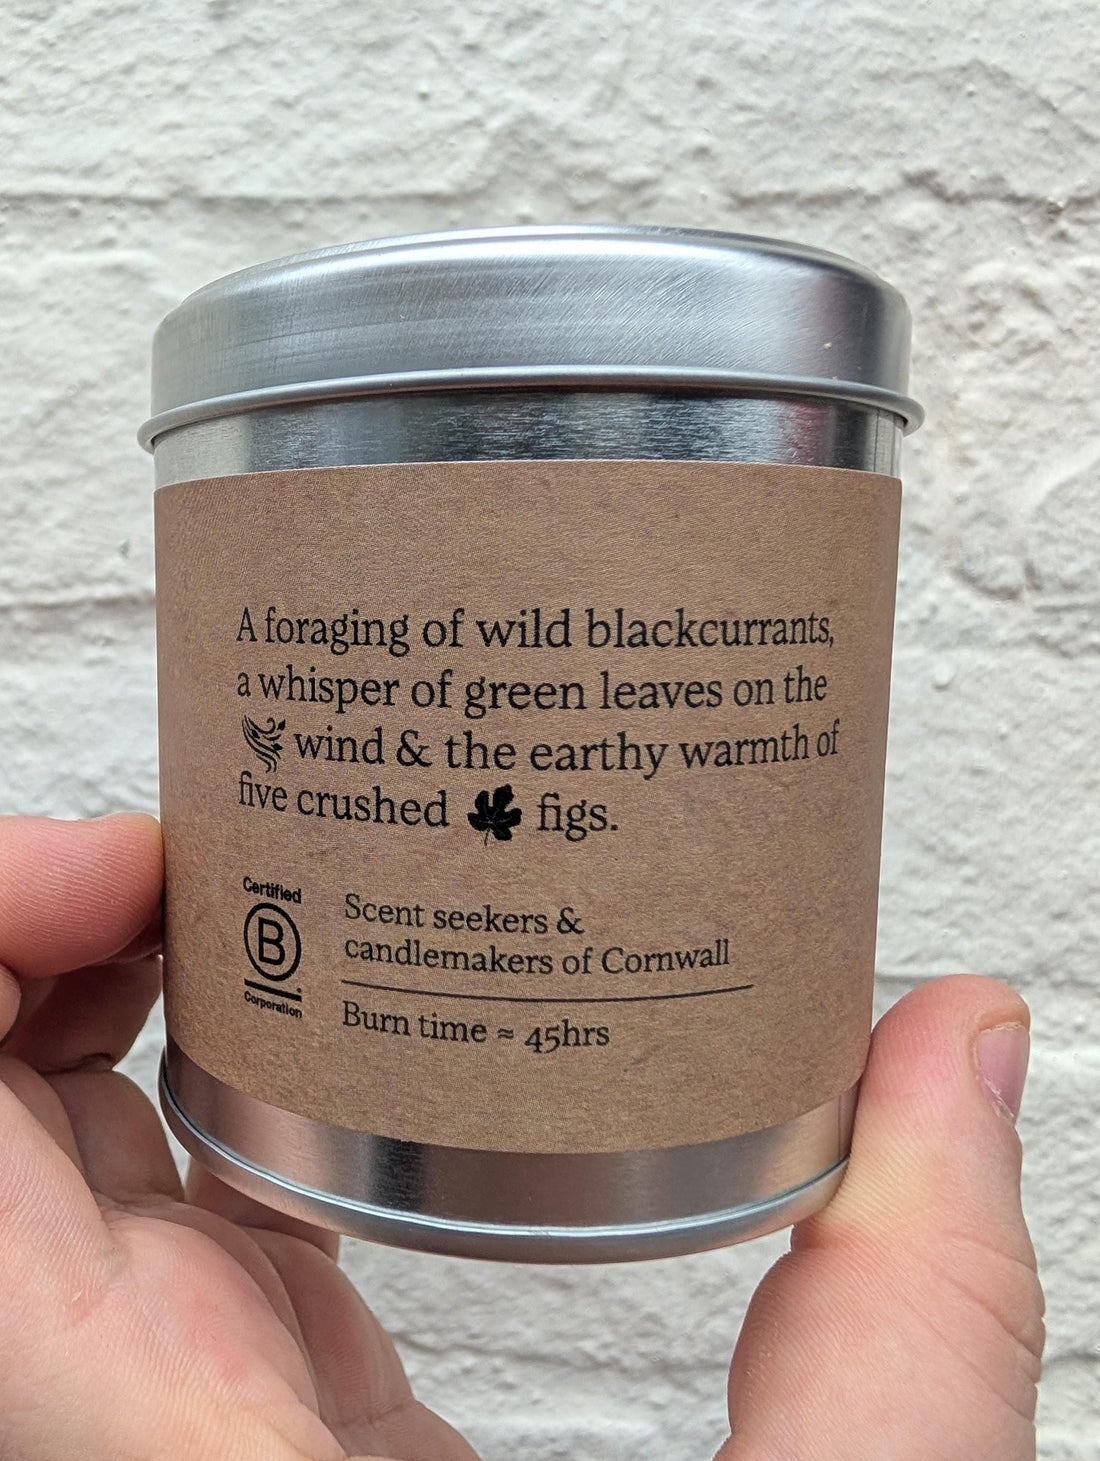 A foraging of wild blackcurrants,
a whisper of green leaves on the
wind & the earthy warmth of
five crushed figs.
Certified
B
Corporation
Scent seekers &
candlemakers of Cornwall
Burn time ≈ 45hrs